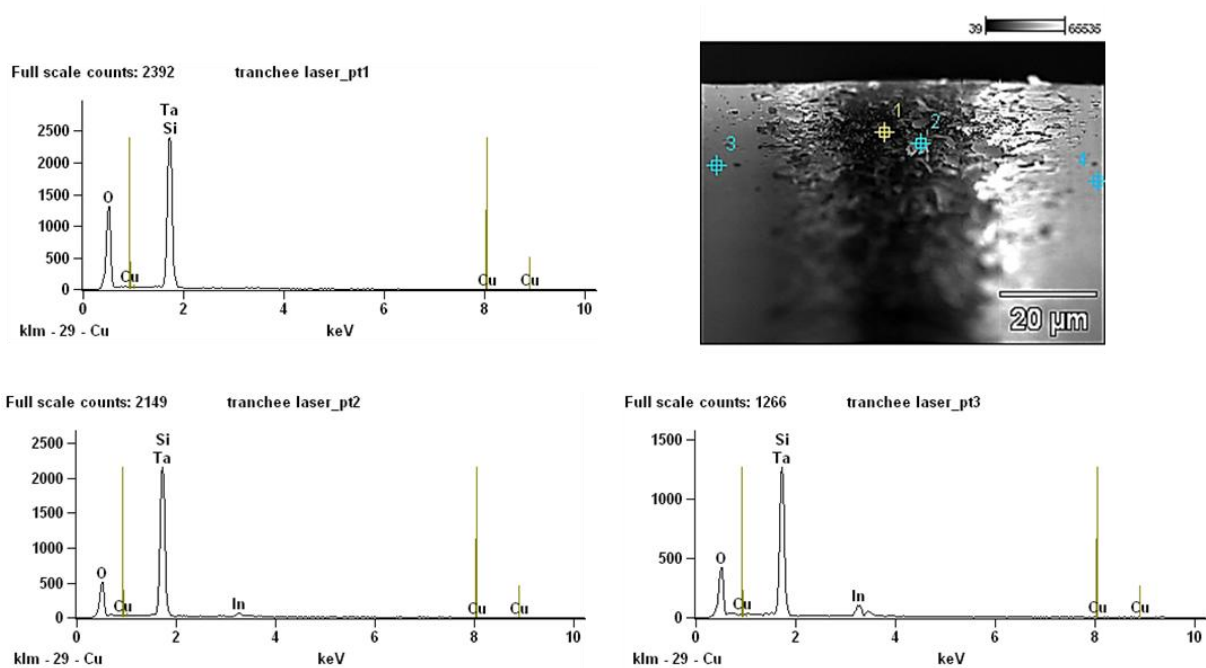 39 65535
Full scale counts: 2392 tranchee laser_pt1
Ta
Si
2500
2000
1500
1000
500
0
O
Cu
Cu
Cu
0 2 4 6 8 10
klm - 29 - Cu keV
1
2
3
4
20 µm
Full scale counts: 2149 tranchee laser_pt2
Si
Ta
2500
2000
1500
1000
500
0
O
Cu
In
Cu
Cu
0 2 4 6 8 10
klm - 29 - Cu keV
Full scale counts: 1266 tranchee laser_pt3
Si
Ta
1500
1000
500
0
O
Cu
In
Cu
Cu
0 2 4 6 8 10
klm - 29 - Cu keV